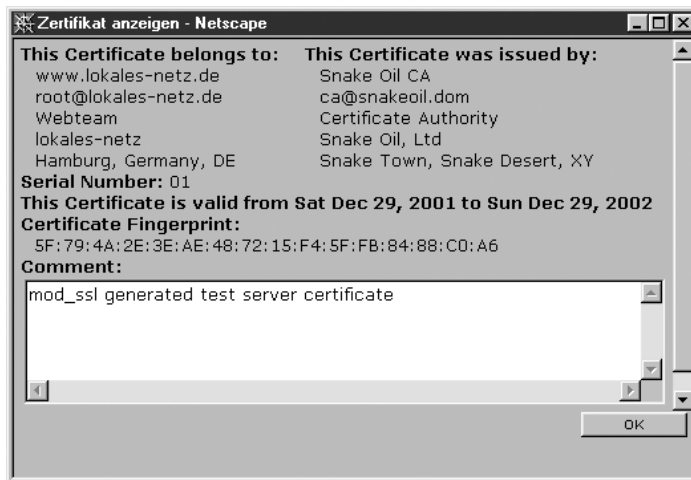 Zertifikat anzeigen - Netscape
This Certificate belongs to: This Certificate was issued by:
www.lokales-netz.de Snake Oil CA
root@lokales-netz.de ca@snakeoil.dom
Webteam Certificate Authority
lokales-netz Snake Oil, Ltd
Hamburg, Germany, DE Snake Town, Snake Desert, XY
Serial Number: 01
This Certificate is valid from Sat Dec 29, 2001 to Sun Dec 29, 2002
Certificate Fingerprint:
5F:79:4A:2E:3E:AE:48:72:15:F4:5F:FB:84:88:C0:A6
Comment:
mod_ssl generated test server certificate
OK